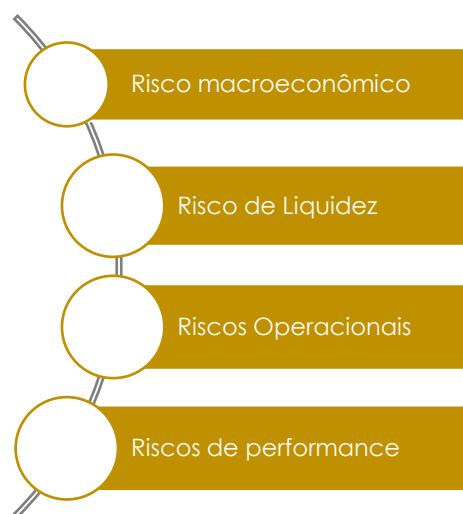 Risco macroeconômico
Risco de Liquidez
Riscos Operacionais
Riscos de performance